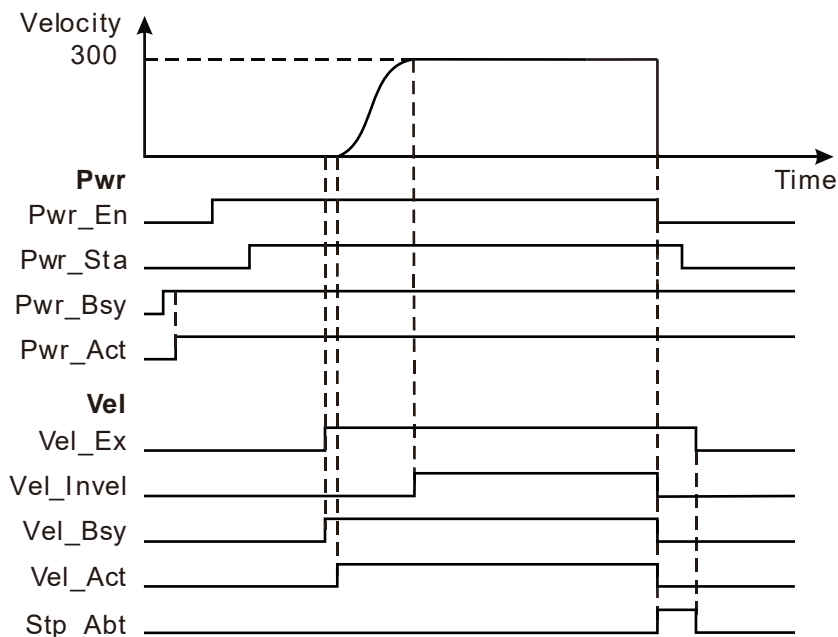 Velocity
300
Time
Pwr
Pwr_En
Pwr_Sta
Pwr_Bsy
Pwr_Act
Vel
Vel_Ex
Vel_Invel
Vel_Bsy
Vel_Act
Stp_Abt